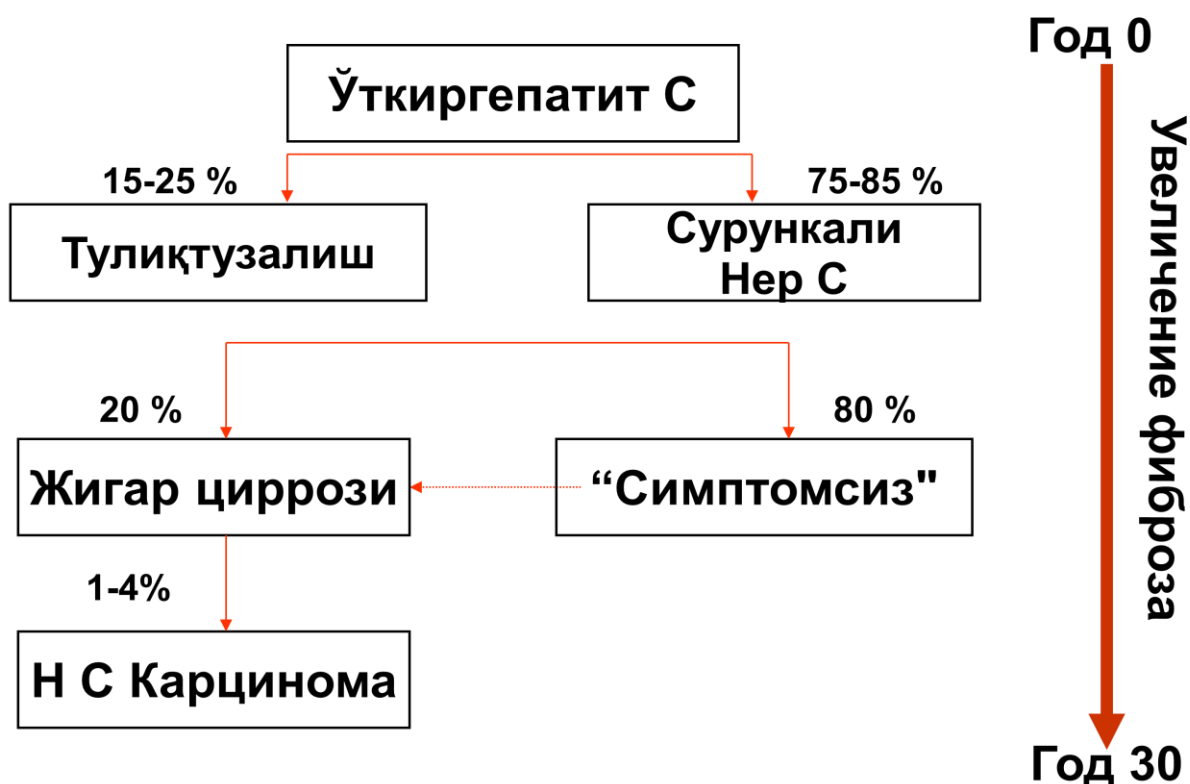 Год 0
Ўткиргепатит С
15-25 %
75-85 %
Тулиқтузалиш
Сурункали
Нер С
Увеличение фиброза
20 %
80 %
Жигар циррози
“Симптомсиз"
1-4%
Н С Карцинома
Год 30